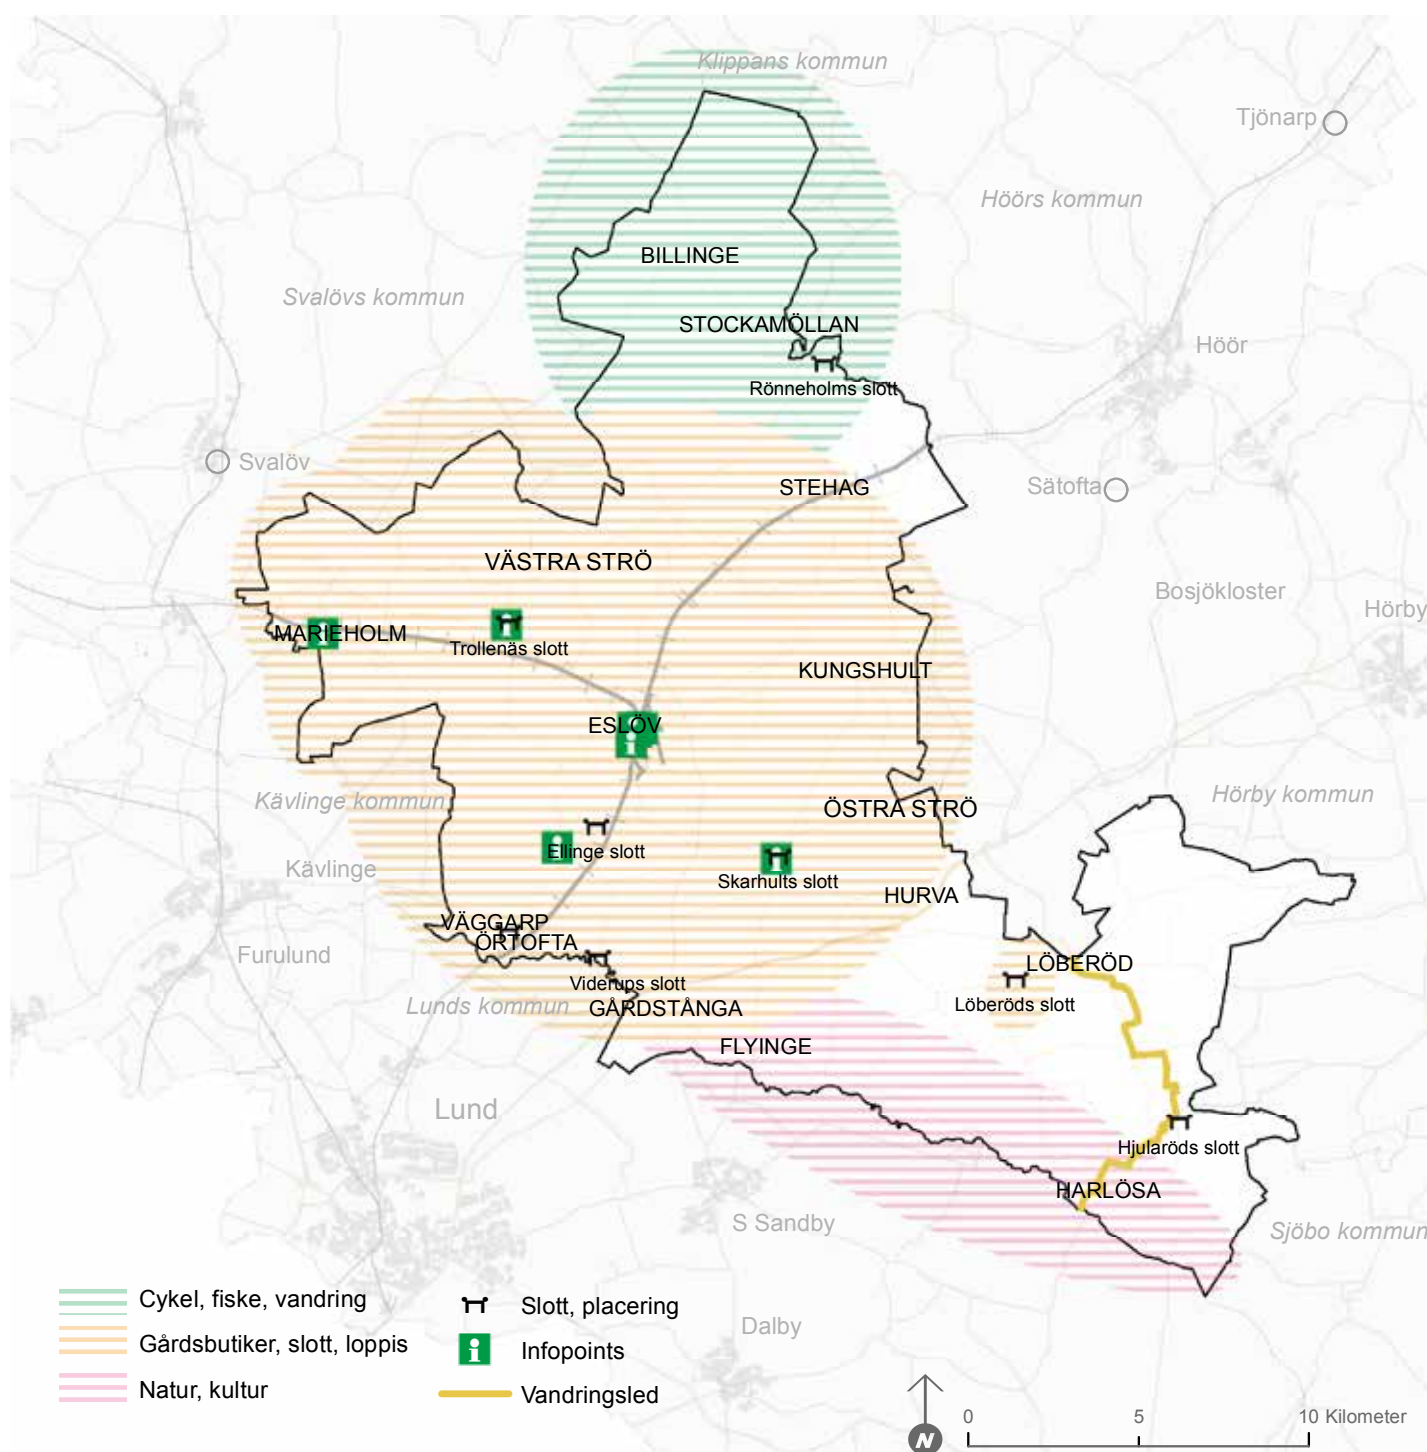 Klippans kommun
Tjönarp
Höörs kommun
BILLINGE
Svalövs kommun
STOCKAMÖLLAN
Höör
Rönneholms slott
Svalöv
STEHAG
Sätofta
VÄSTRA STRÖ
Bosjökloster
Hörby
MARIEHOLM
Trollenäs slott
KUNGSHULT
ESLÖV
Kävlinge kommun
Hörby kommun
ÖSTRA STRÖ
Ellinge slott
Kävlinge
Skarhults slott
HURVA
VÄGGARP
ÖRTOFTA
Furulund
LÖBERÖD
Viderups slott
Lunds kommun
GÅRDSTÅNGA
Löberöds slott
FLYINGE
Lund
Hjularöds slott
HARLÖSA
S Sandby
Sjöbo kommun
Cykel, fiske, vandring
Gårdsbutiker, slott, loppis
Natur, kultur
Slott, placering
i Infopoints
Vandringsled
Dalby
N
0 5 10 Kilometer